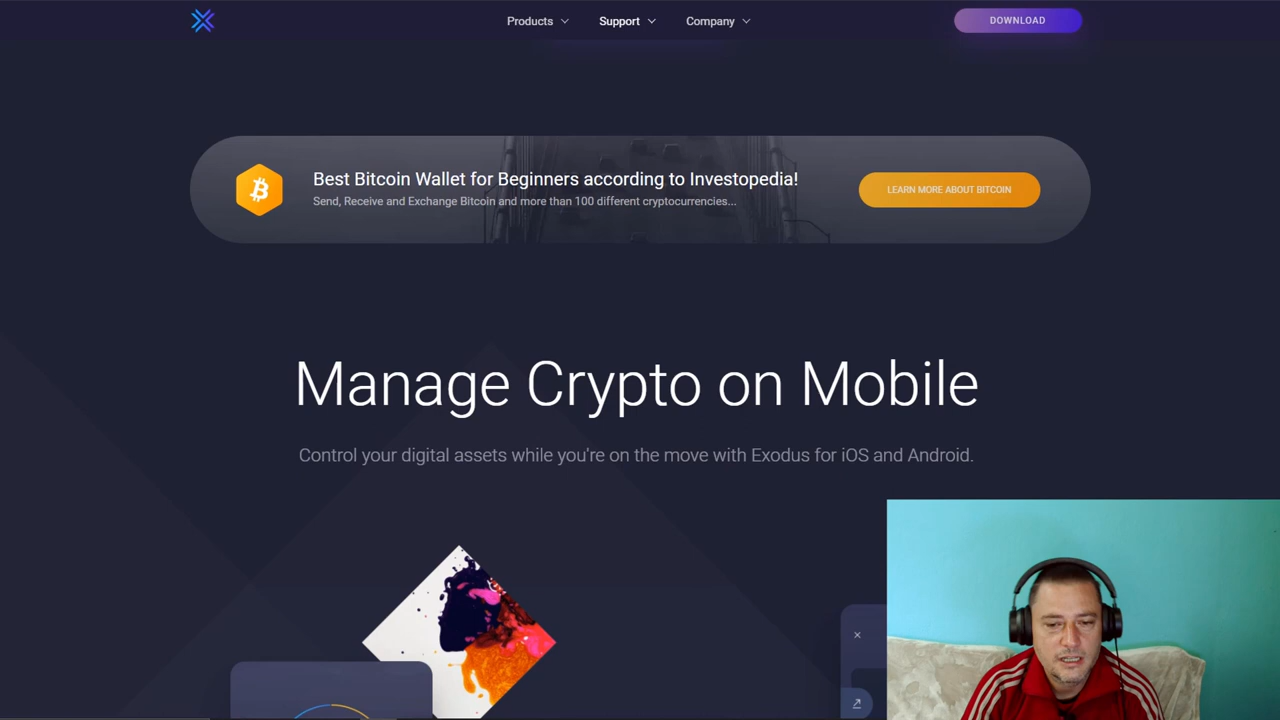 Products
Support
Company
DOWNLOAD
Best Bitcoin Wallet for Beginners according to Investopedia!
Send, Receive and Exchange Bitcoin and more than 100 different cryptocurrencies...
LEARN MORE ABOUT BITCOIN
Manage Crypto on Mobile
Control your digital assets while you're on the move with Exodus for iOS and Android.